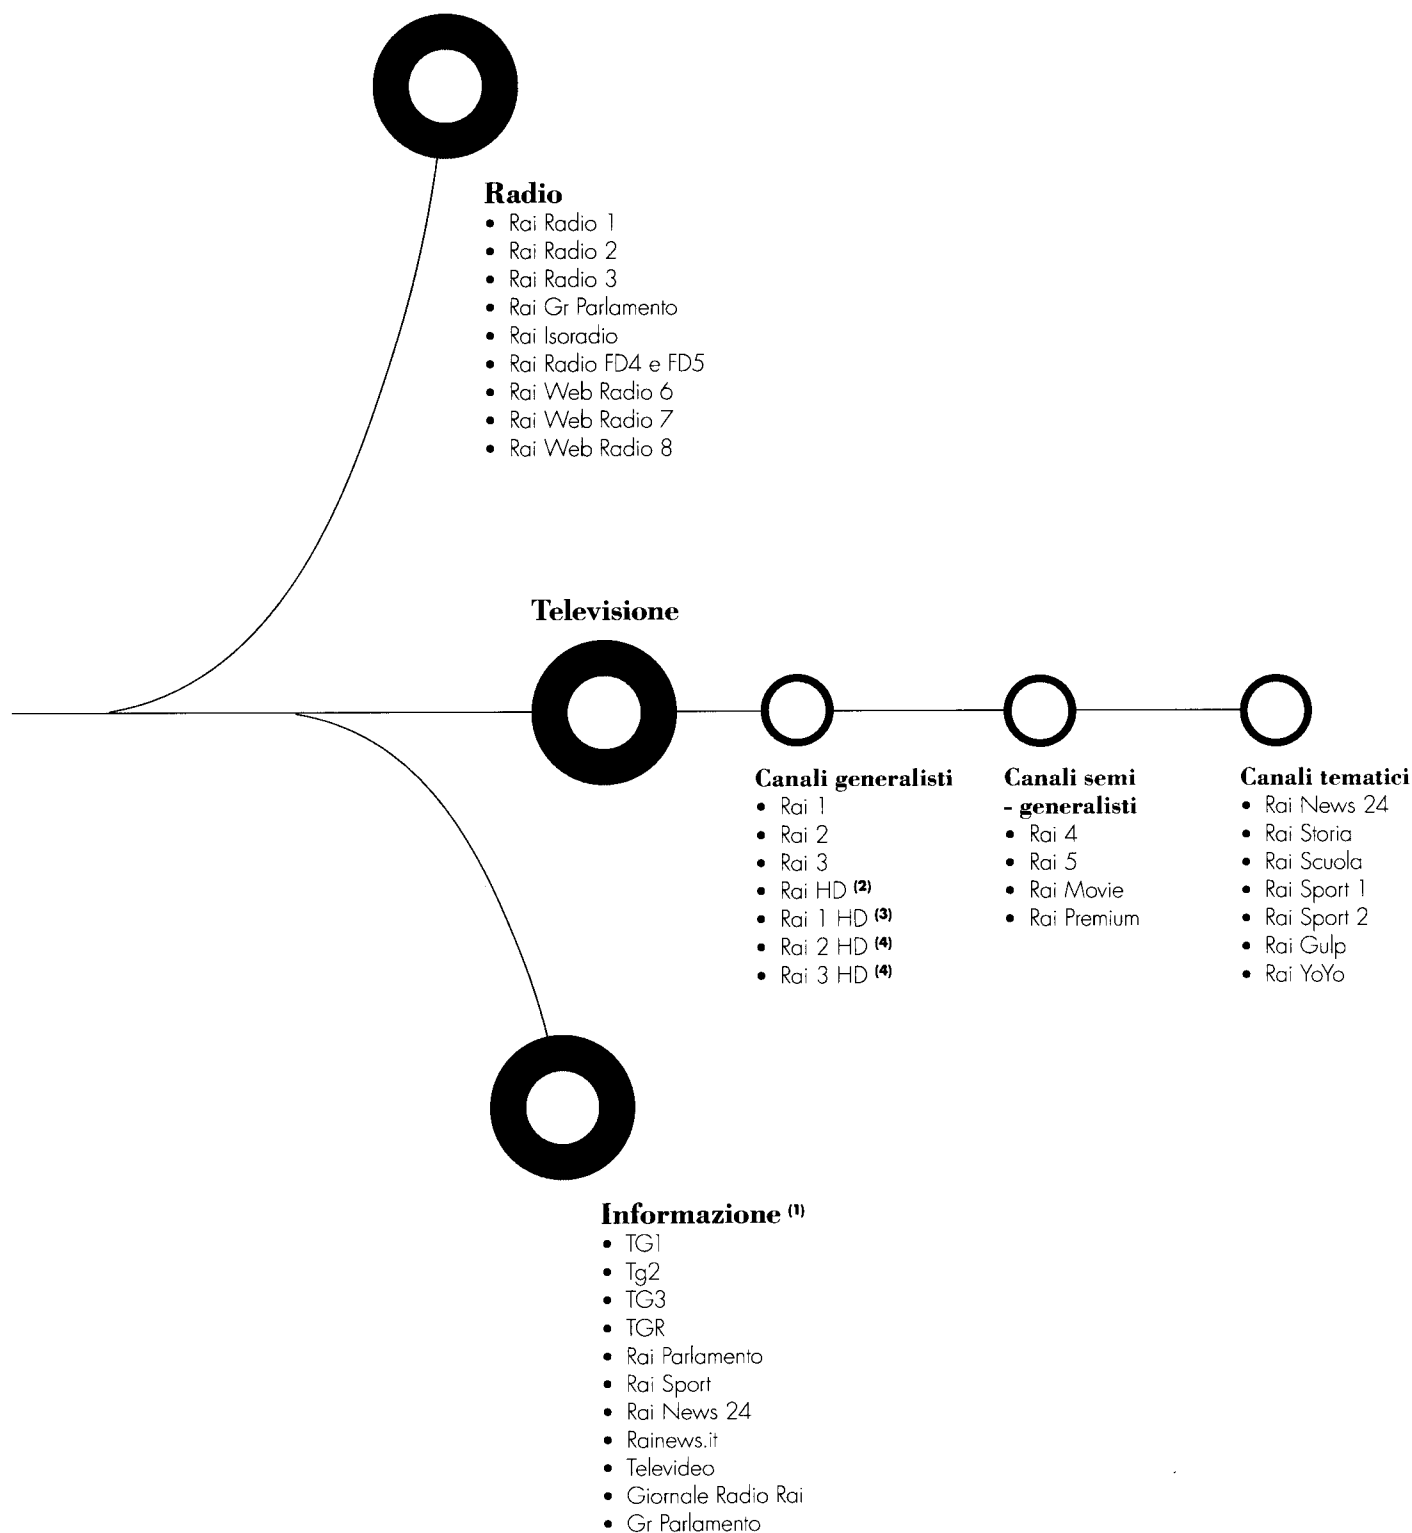 Radio
• Rai Radio 1
• Rai Radio 2
• Rai Radio 3
• Rai Gr Parlamento
• Rai Isoradio
• Rai Radio FD4 e FD5
• Rai Web Radio 6
• Rai Web Radio 7
• Rai Web Radio 8
Televisione
Canali generalisti
• Rai 1
• Rai 2
• Rai 3
• Rai HD (2)
• Rai 1 HD (3)
• Rai 2 HD (4)
• Rai 3 HD (4)
Canali semi
- generalisti
• Rai 4
• Rai 5
• Rai Movie
• Rai Premium
Canali tematici
• Rai News 24
• Rai Storia
• Rai Scuola
• Rai Sport 1
• Rai Sport 2
• Rai Gulp
• Rai YoYo
Informazione (1)
• TG1
• Tg2
• TG3
• TGR
• Rai Parlamento
• Rai Sport
• Rai News 24
• Rainews.it
• Televideo
• Giornale Radio Rai
• Gr Parlamento